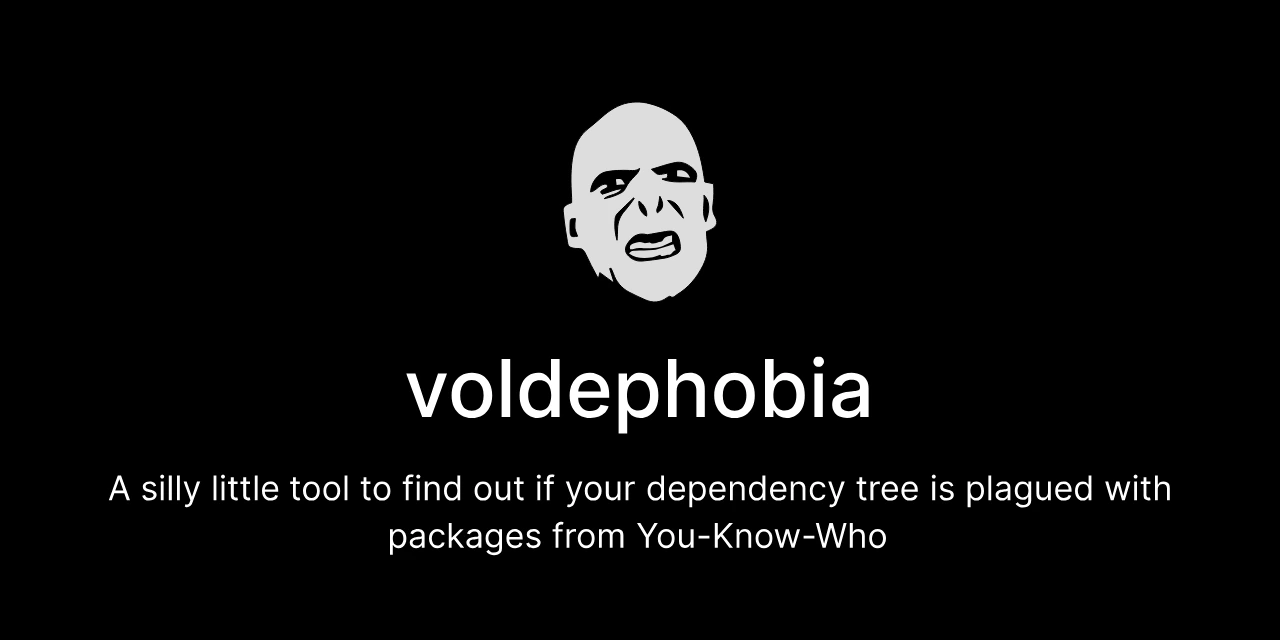 voldephobia
A silly little tool to find out if your dependency tree is plagued with
packages from You-Know-Who